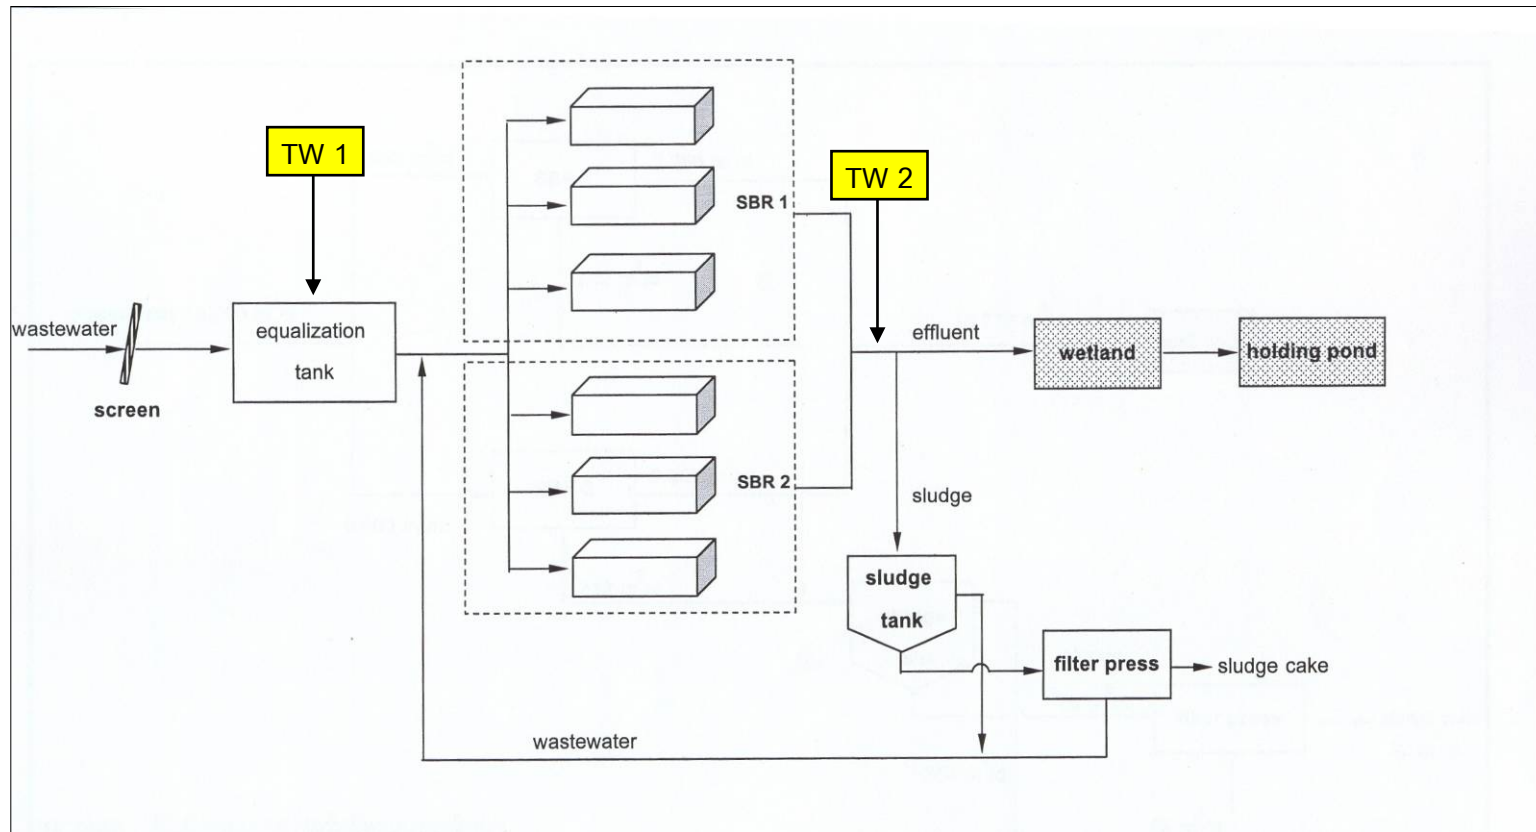 TW 1
TW 2
SBR 1
wastewater
screen
equalization
tank
effluent
wetland
holding pond
SBR 2
sludge
sludge
tank
filter press
sludge cake
wastewater